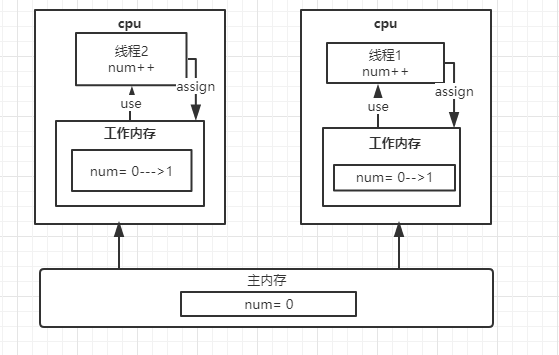 cpu
线程2
num++
use
assign
工作内存
num= 0--->1
cpu
线程1
num++
use
assign
工作内存
num= 0-->1
主内存
num= 0